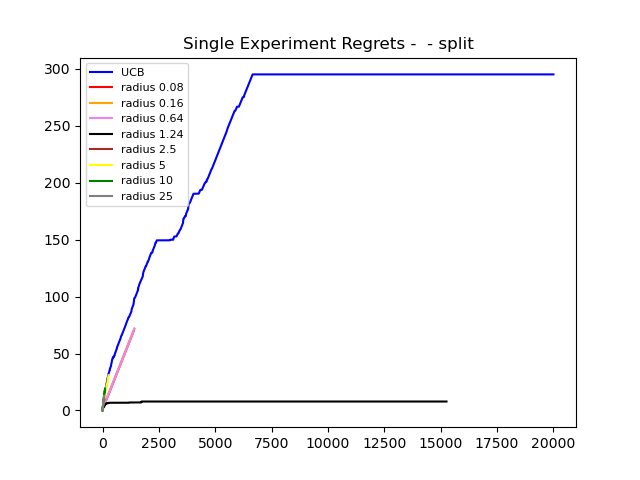 Single Experiment Regrets -  - split
300
250
200
150
100
50
0
UCB
radius 0.08
radius 0.16
radius 0.64
radius 1.24
radius 2.5
radius 5
radius 10
radius 25
0 2500 5000 7500 10000 12500 15000 17500 20000